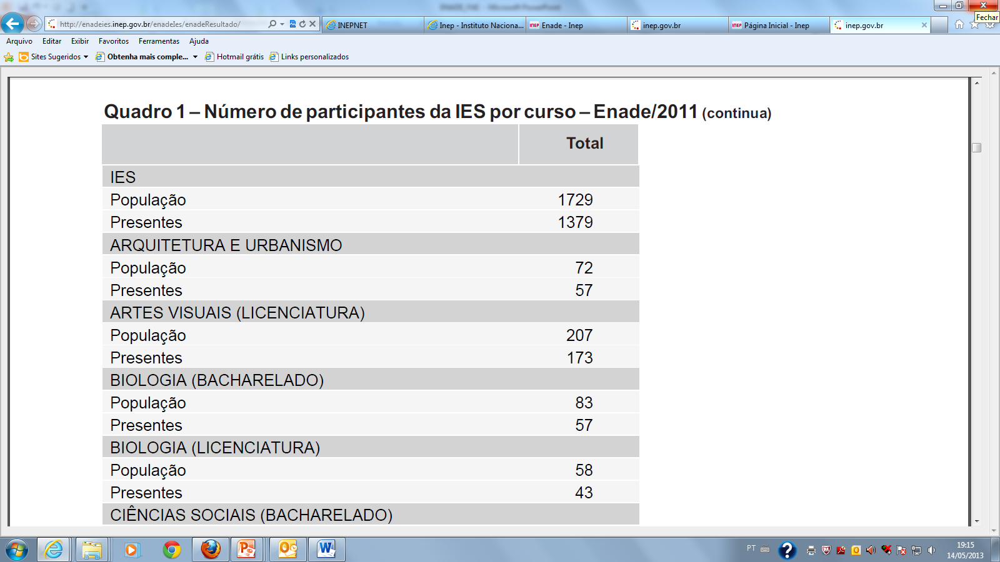 Fechar
http://enadeies.inep.gov.br/enadeIes/enadeResultado/
INEPNET
Inep - Instituto Naciona...
INEP Enade - Inep
inep.gov.br
INEP Página Inicial - Inep
inep.gov.br
Arquivo Editar Exibir Favoritos Ferramentas Ajuda
Sites Sugeridos Obtenha mais comple... Hotmail grátis Links personalizados
Quadro 1 – Número de participantes da IES por curso – Enade/2011 (continua)
Total
IES
População 1729
Presentes 1379
ARQUITETURA E URBANISMO
População 72
Presentes 57
ARTES VISUAIS (LICENCIATURA)
População 207
Presentes 173
BIOLOGIA (BACHARELADO)
População 83
Presentes 57
BIOLOGIA (LICENCIATURA)
População 58
Presentes 43
CIÊNCIAS SOCIAIS (BACHARELADO)
PT
19:15
14/05/2013